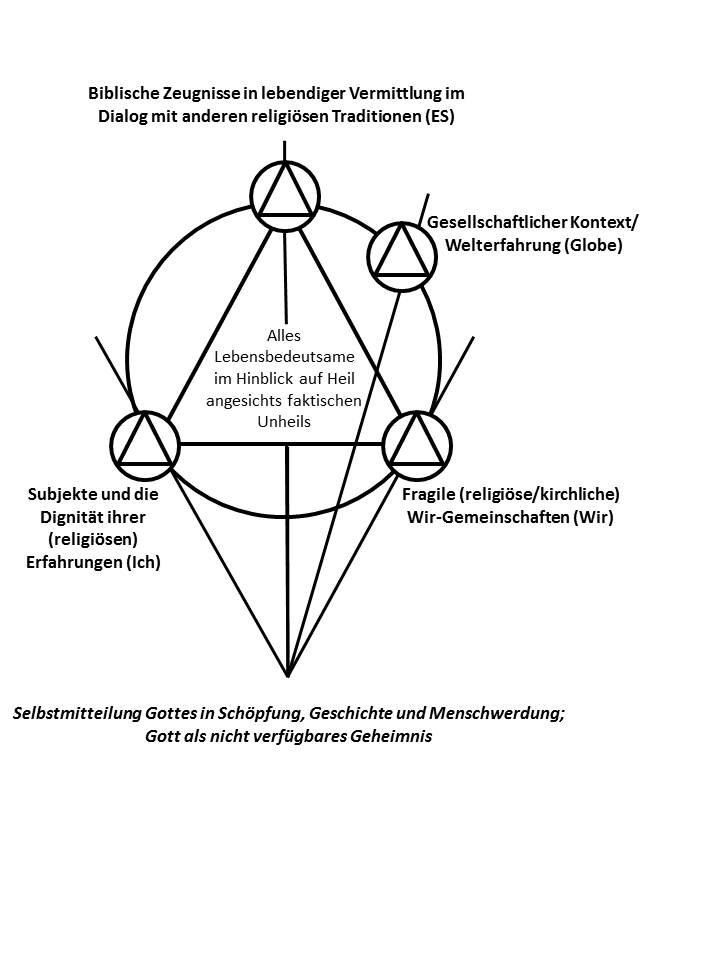 Biblische Zeugnisse in lebendiger Vermittlung im
Dialog mit anderen religiösen Traditionen (ES)
Gesellschaftlicher Kontext/
Welterfahrung (Globe)
Alles
Lebensbedeutsame
im Hinblick auf Heil
angesichts faktischen
Unheils
Subjekte und die
Dignität ihrer
(religiösen)
Erfahrungen (Ich)
Fragile (religiöse/kirchliche)
Wir-Gemeinschaften (Wir)
Selbstmitteilung Gottes in Schöpfung, Geschichte und Menschwerdung;
Gott als nicht verfügbares Geheimnis